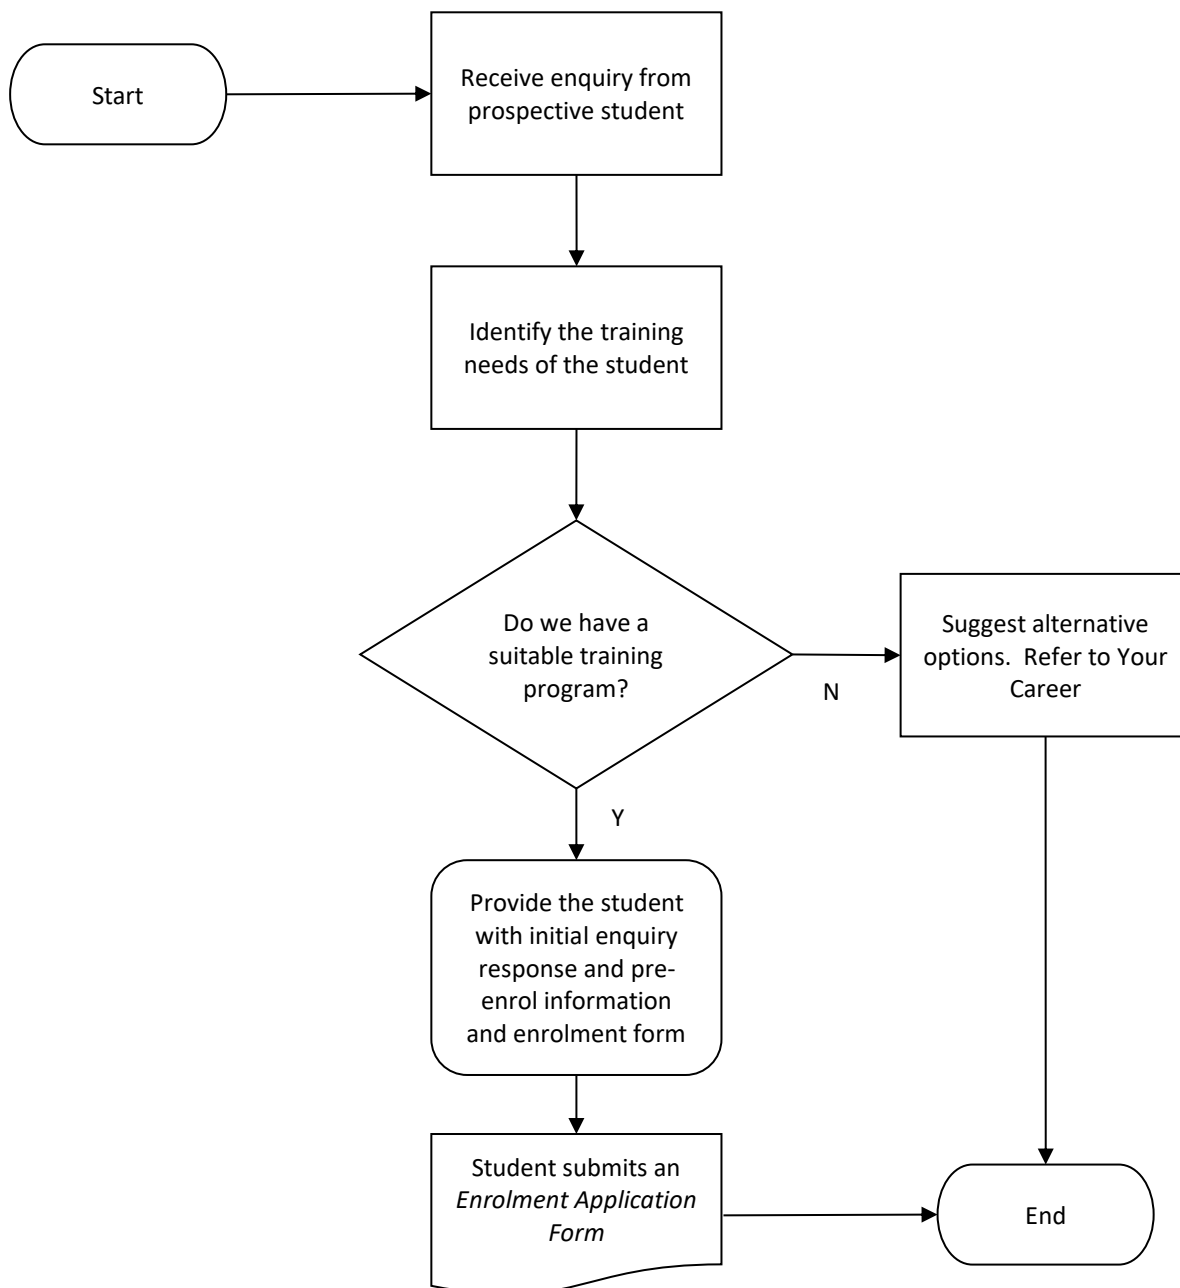 Start
Receive enquiry from
prospective student
Identify the training
needs of the student
Do we have a
suitable training
program?
N
Suggest alternative
options.  Refer to Your
Career
Y
Provide the student
with initial enquiry
response and pre-
enrol information
and enrolment form
Student submits an
Enrolment Application
Form
End